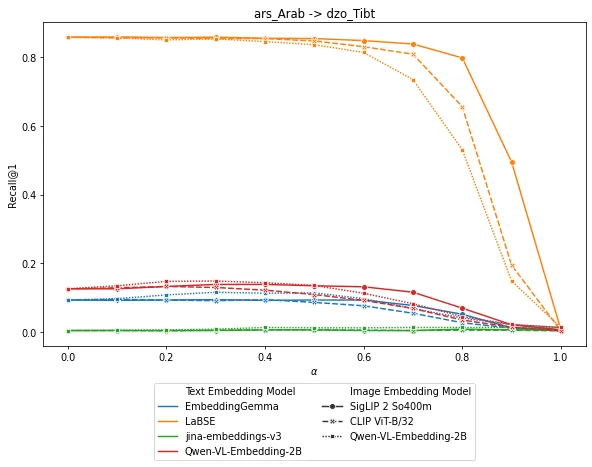 ars_Arab -> dzo_Tibt
Recall@1
0.8
0.6
0.4
0.2
0.0
0.0 0.2 0.4 0.6 0.8 1.0
α
Text Embedding Model
EmbeddingGemma
LaBSE
jina-embeddings-v3
Qwen-VL-Embedding-2B
Image Embedding Model
SigLIP 2 So400m
CLIP ViT-B/32
Qwen-VL-Embedding-2B